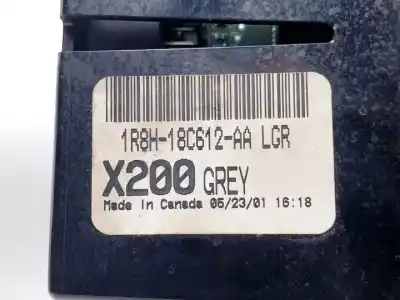 1R8H-18C612-AA LGR
X200 GREY
Made in Canada 05/23/01 16:18